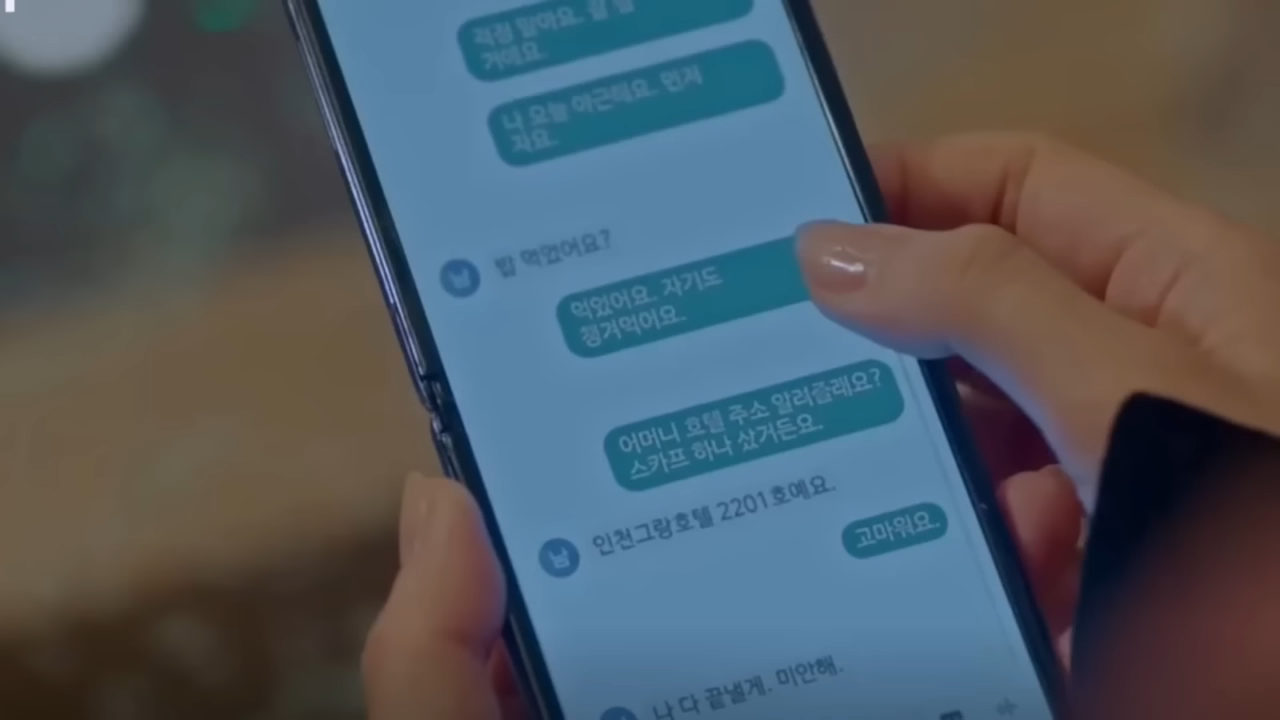 걱정 말아요. 잘 될
거예요.
나 오늘 야근해요. 먼저
자요.
밥 먹었어요?
먹었어요. 자기도
챙겨먹어요.
어머니 호텔 주소 알려줄래요?
스카프 하나 샀거든요.
남
인천그랑호텔 2201호예요.
고마워요.
나 다 끝낼게. 미안해.